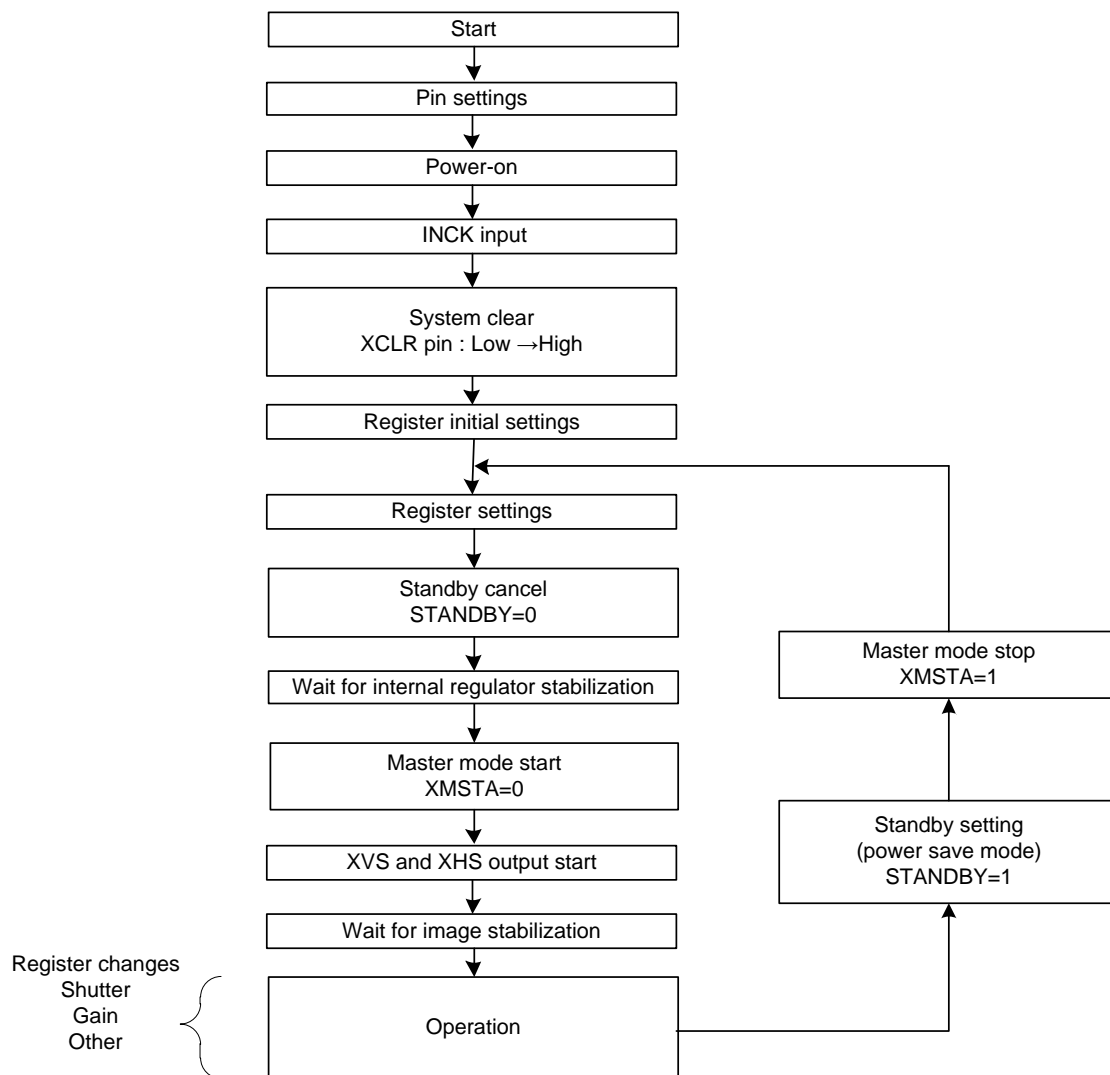 Start
Pin settings
Power-on
INCK input
System clear
XCLR pin : Low →High
Register initial settings
Register settings
Standby cancel
STANDBY=0
Wait for internal regulator stabilization
Master mode start
XMSTA=0
XVS and XHS output start
Wait for image stabilization
Register changes
Shutter
Gain
Other
Operation
Standby setting
(power save mode)
STANDBY=1
Master mode stop
XMSTA=1